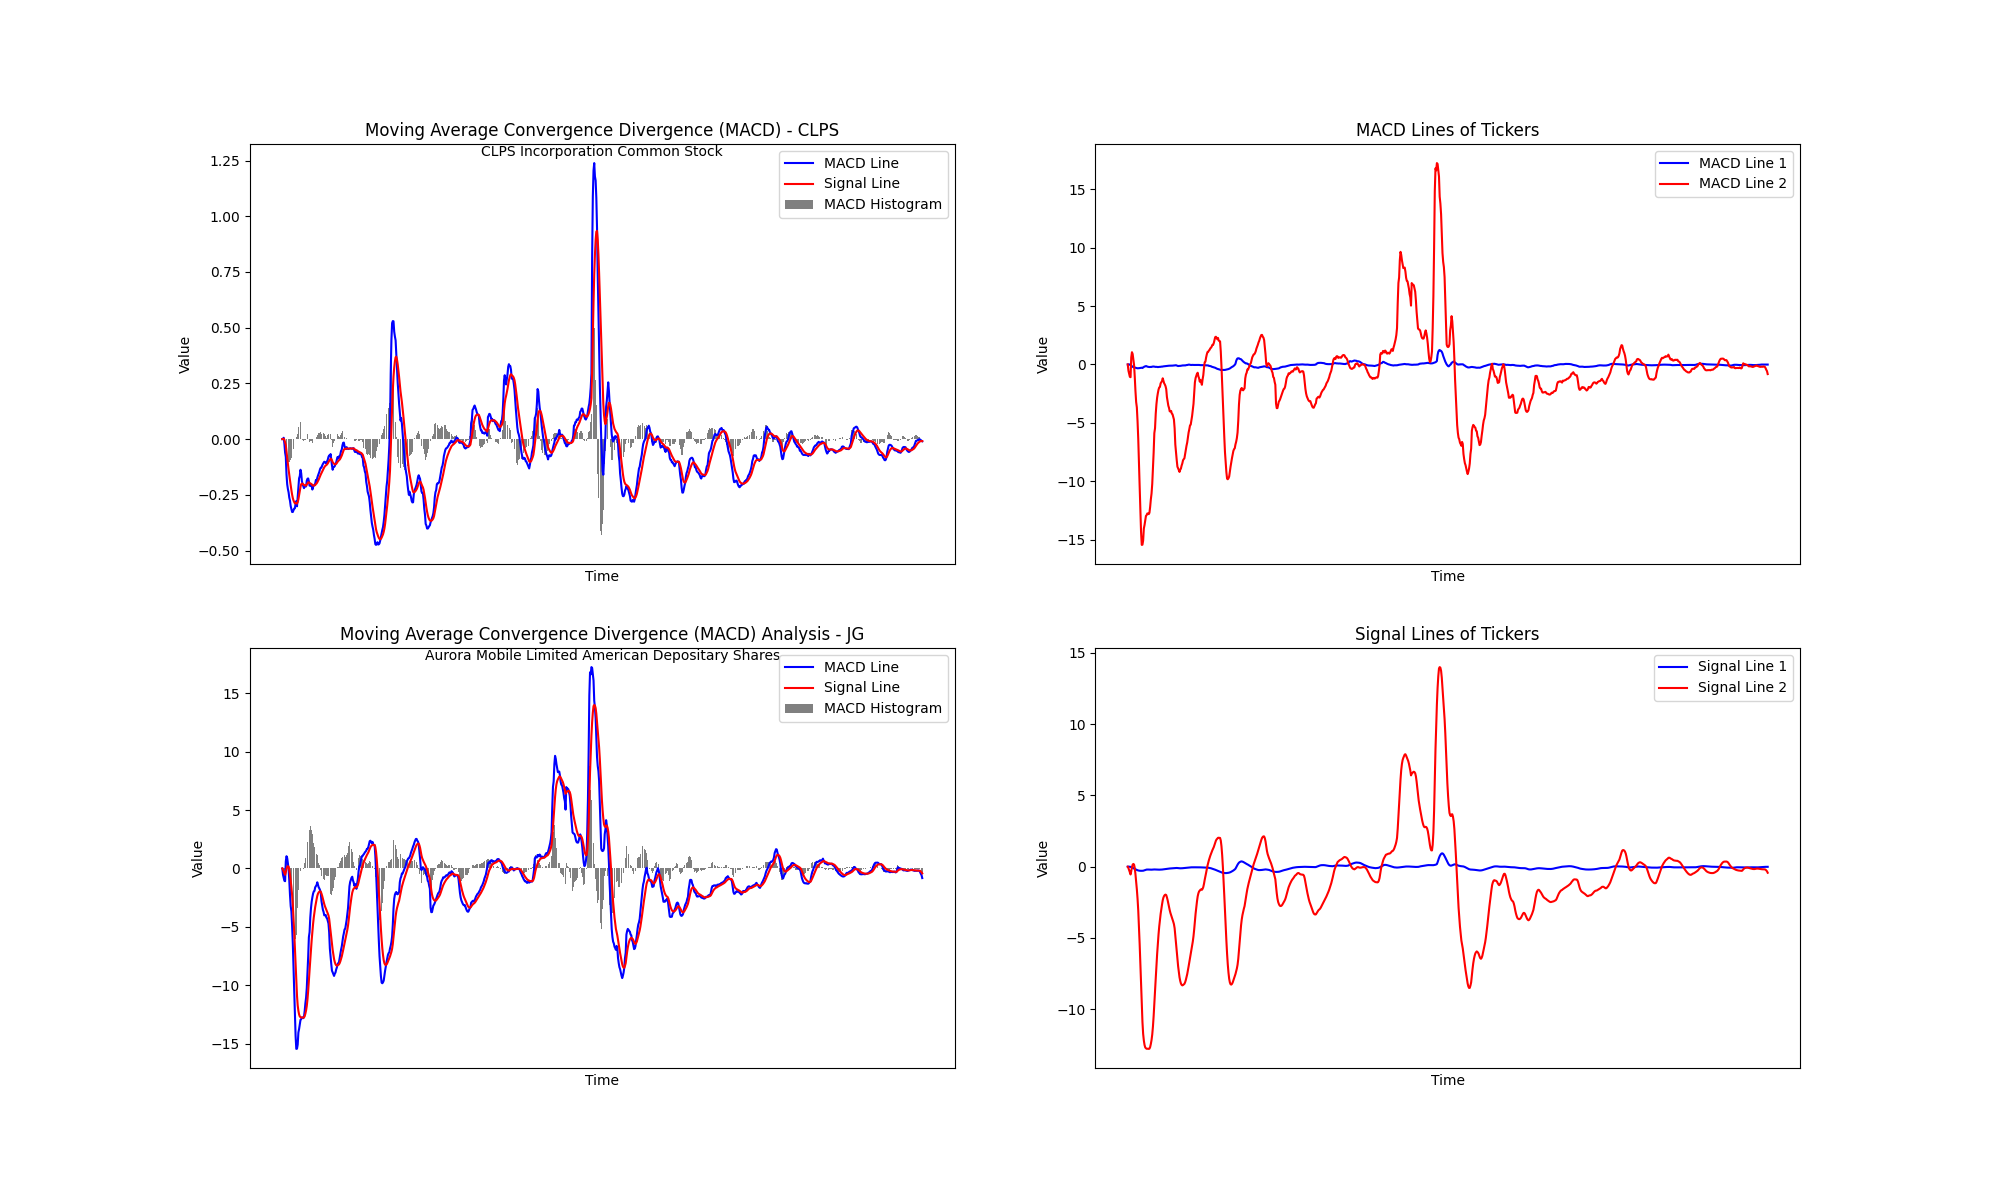 Moving Average Convergence Divergence (MACD) - CLPS
CLPS Incorporation Common Stock
MACD Line
Signal Line
MACD Histogram
1.25
1.00
0.75
0.50
0.25
0.00
−0.25
−0.50
Value
Time
MACD Lines of Tickers
MACD Line 1
MACD Line 2
15
10
5
0
−5
−10
−15
Value
Time
Moving Average Convergence Divergence (MACD) Analysis - JG
Aurora Mobile Limited American Depositary Shares
MACD Line
Signal Line
MACD Histogram
15
10
5
0
−5
−10
−15
Value
Time
Signal Lines of Tickers
Signal Line 1
Signal Line 2
15
10
5
0
−5
−10
Value
Time